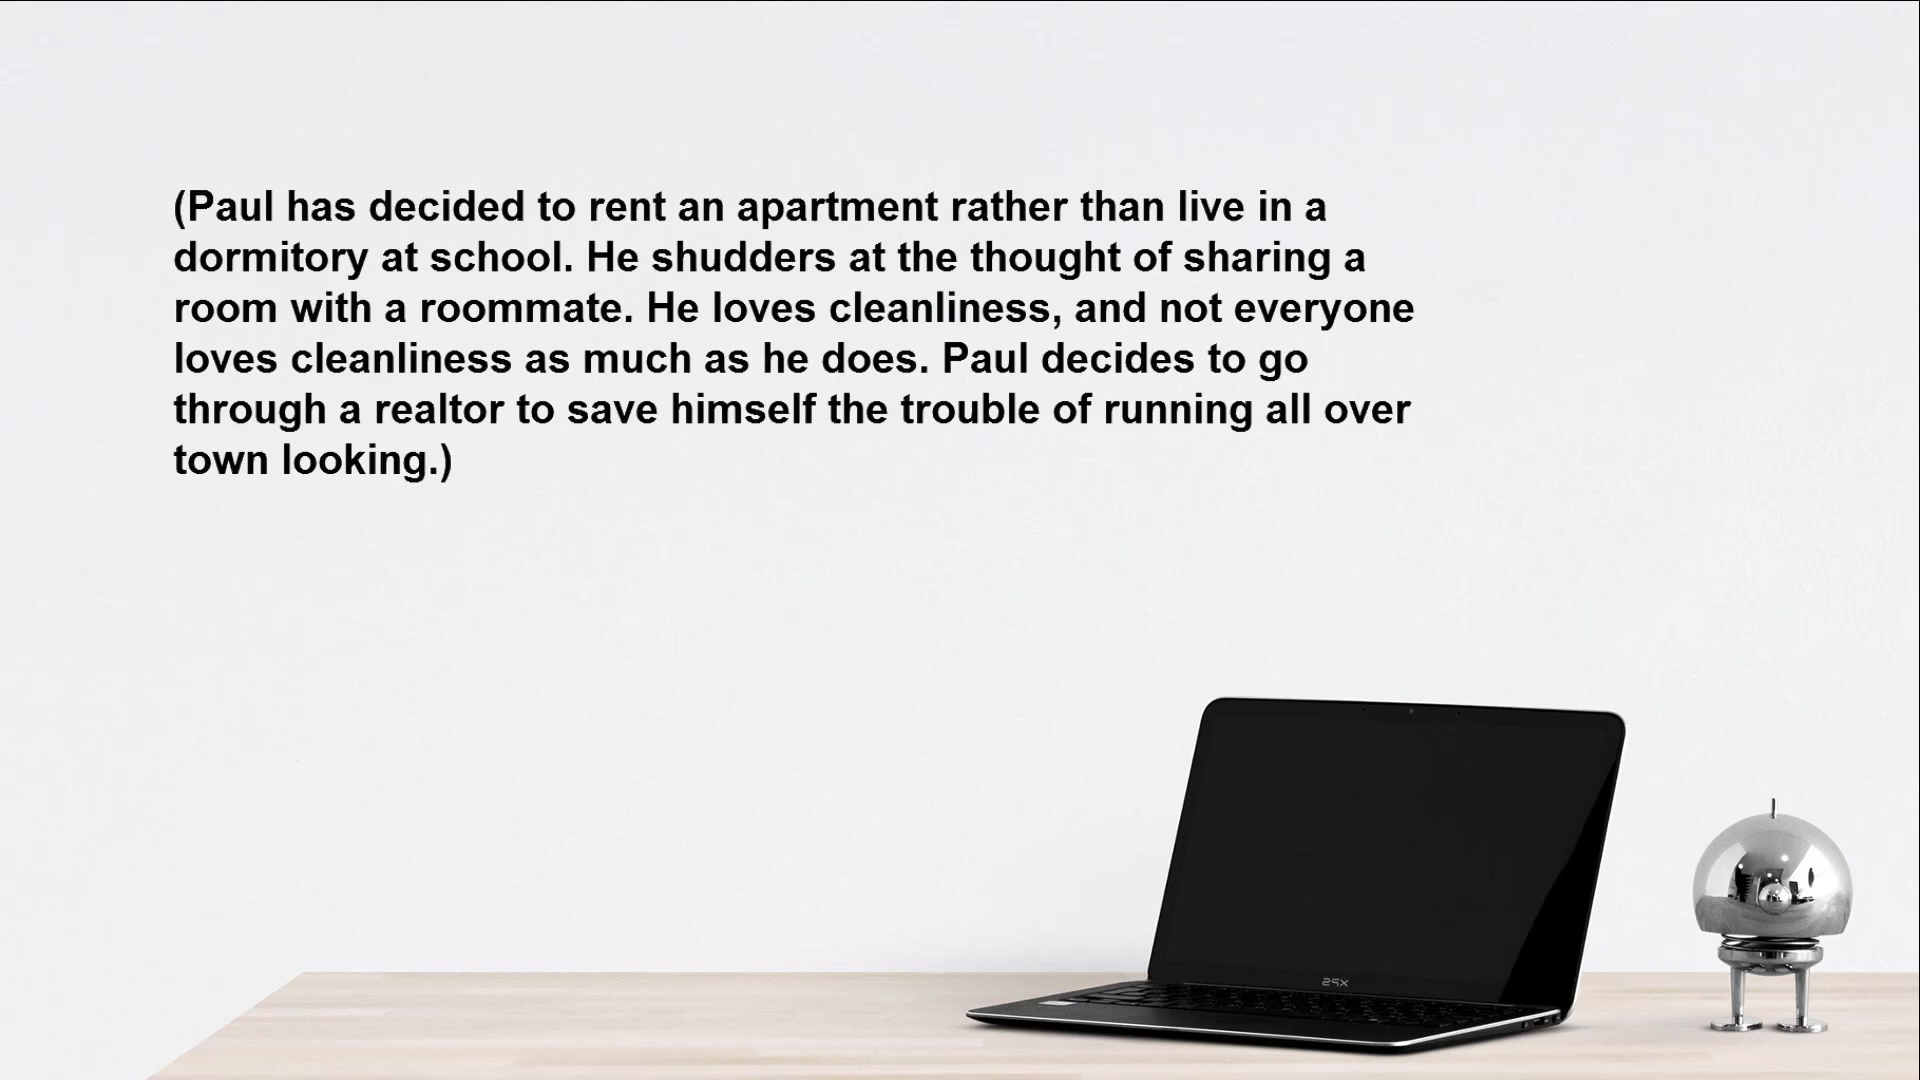 (Paul has decided to rent an apartment rather than live in a
dormitory at school. He shudders at the thought of sharing a
room with a roommate. He loves cleanliness, and not everyone
loves cleanliness as much as he does. Paul decides to go
through a realtor to save himself the trouble of running all over
town looking.)
XPS